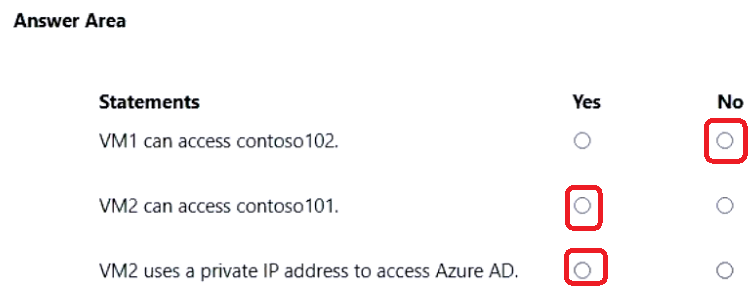 Answer Area
Statements Yes No
VM1 can access contoso102.
VM2 can access contoso101.
VM2 uses a private IP address to access Azure AD.